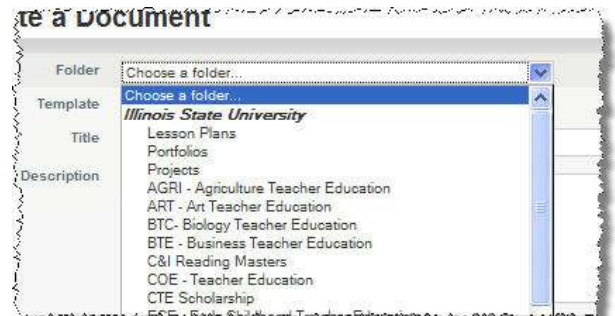 te a Document
Folder Choose a folder...
Choose a folder...
Template
Illinois State University
Title Lesson Plans
Portfolios
Projects
Description
AGRI - Agriculture Teacher Education
ART - Art Teacher Education
BTC- Biology Teacher Education
BTE - Business Teacher Education
C&I Reading Masters
COE - Teacher Education
CTE Scholarship